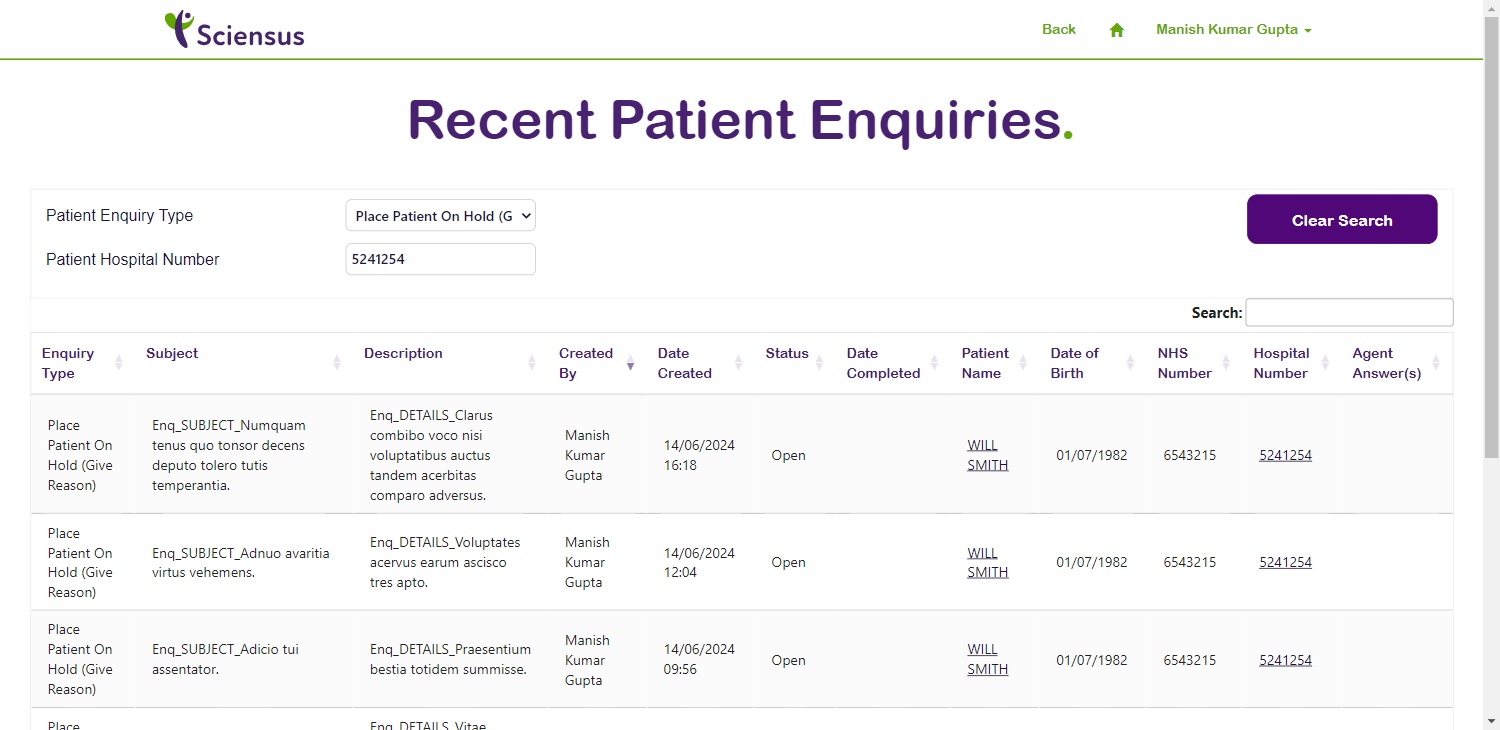 Sciensus
Back
Manish Kumar Gupta
Recent Patient Enquiries.
Patient Enquiry Type
Place Patient On Hold (G
Clear Search
Patient Hospital Number
5241254
Search:
Enquiry Type
Subject
Description
Created By
Date Created
Status
Date Completed
Patient Name
Date of Birth
NHS Number
Hospital Number
Agent Answer(s)
Place
Patient On
Hold (Give
Reason)
Enq_SUBJECT_Numquam
tenus quo tonsor decens
deputo tolero tutis
temperantia.
Enq_DETAILS_Clarus
combibo voco nisi
voluptatibus auctus
tandem acerbitas
comparo adversus.
Manish
Kumar
Gupta
14/06/2024
16:18
Open
WILL
SMITH
01/07/1982
6543215
5241254
Place
Patient On
Hold (Give
Reason)
Enq_SUBJECT_Adnuo avaritia
virtus vehemens.
Enq_DETAILS_Voluptates
acervus earum ascisco
tres apto.
Manish
Kumar
Gupta
14/06/2024
12:04
Open
WILL
SMITH
01/07/1982
6543215
5241254
Place
Patient On
Hold (Give
Reason)
Enq_SUBJECT_Adicio tui
assentator.
Enq_DETAILS_Praesentium
bestia totidem summisse.
Manish
Kumar
Gupta
14/06/2024
09:56
Open
WILL
SMITH
01/07/1982
6543215
5241254
Place
Enq_DETAILS_Vitae